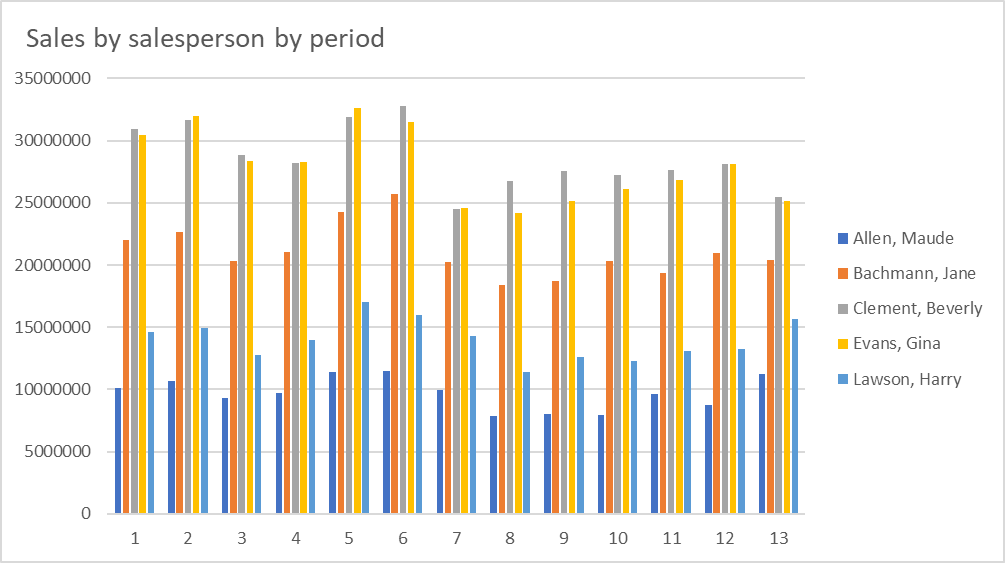 Sales by salesperson by period
35000000
30000000
25000000
20000000
15000000
10000000
5000000
0
1 2 3 4 5 6 7 8 9 10 11 12 13
Allen, Maude
Bachmann, Jane
Clement, Beverly
Evans, Gina
Lawson, Harry